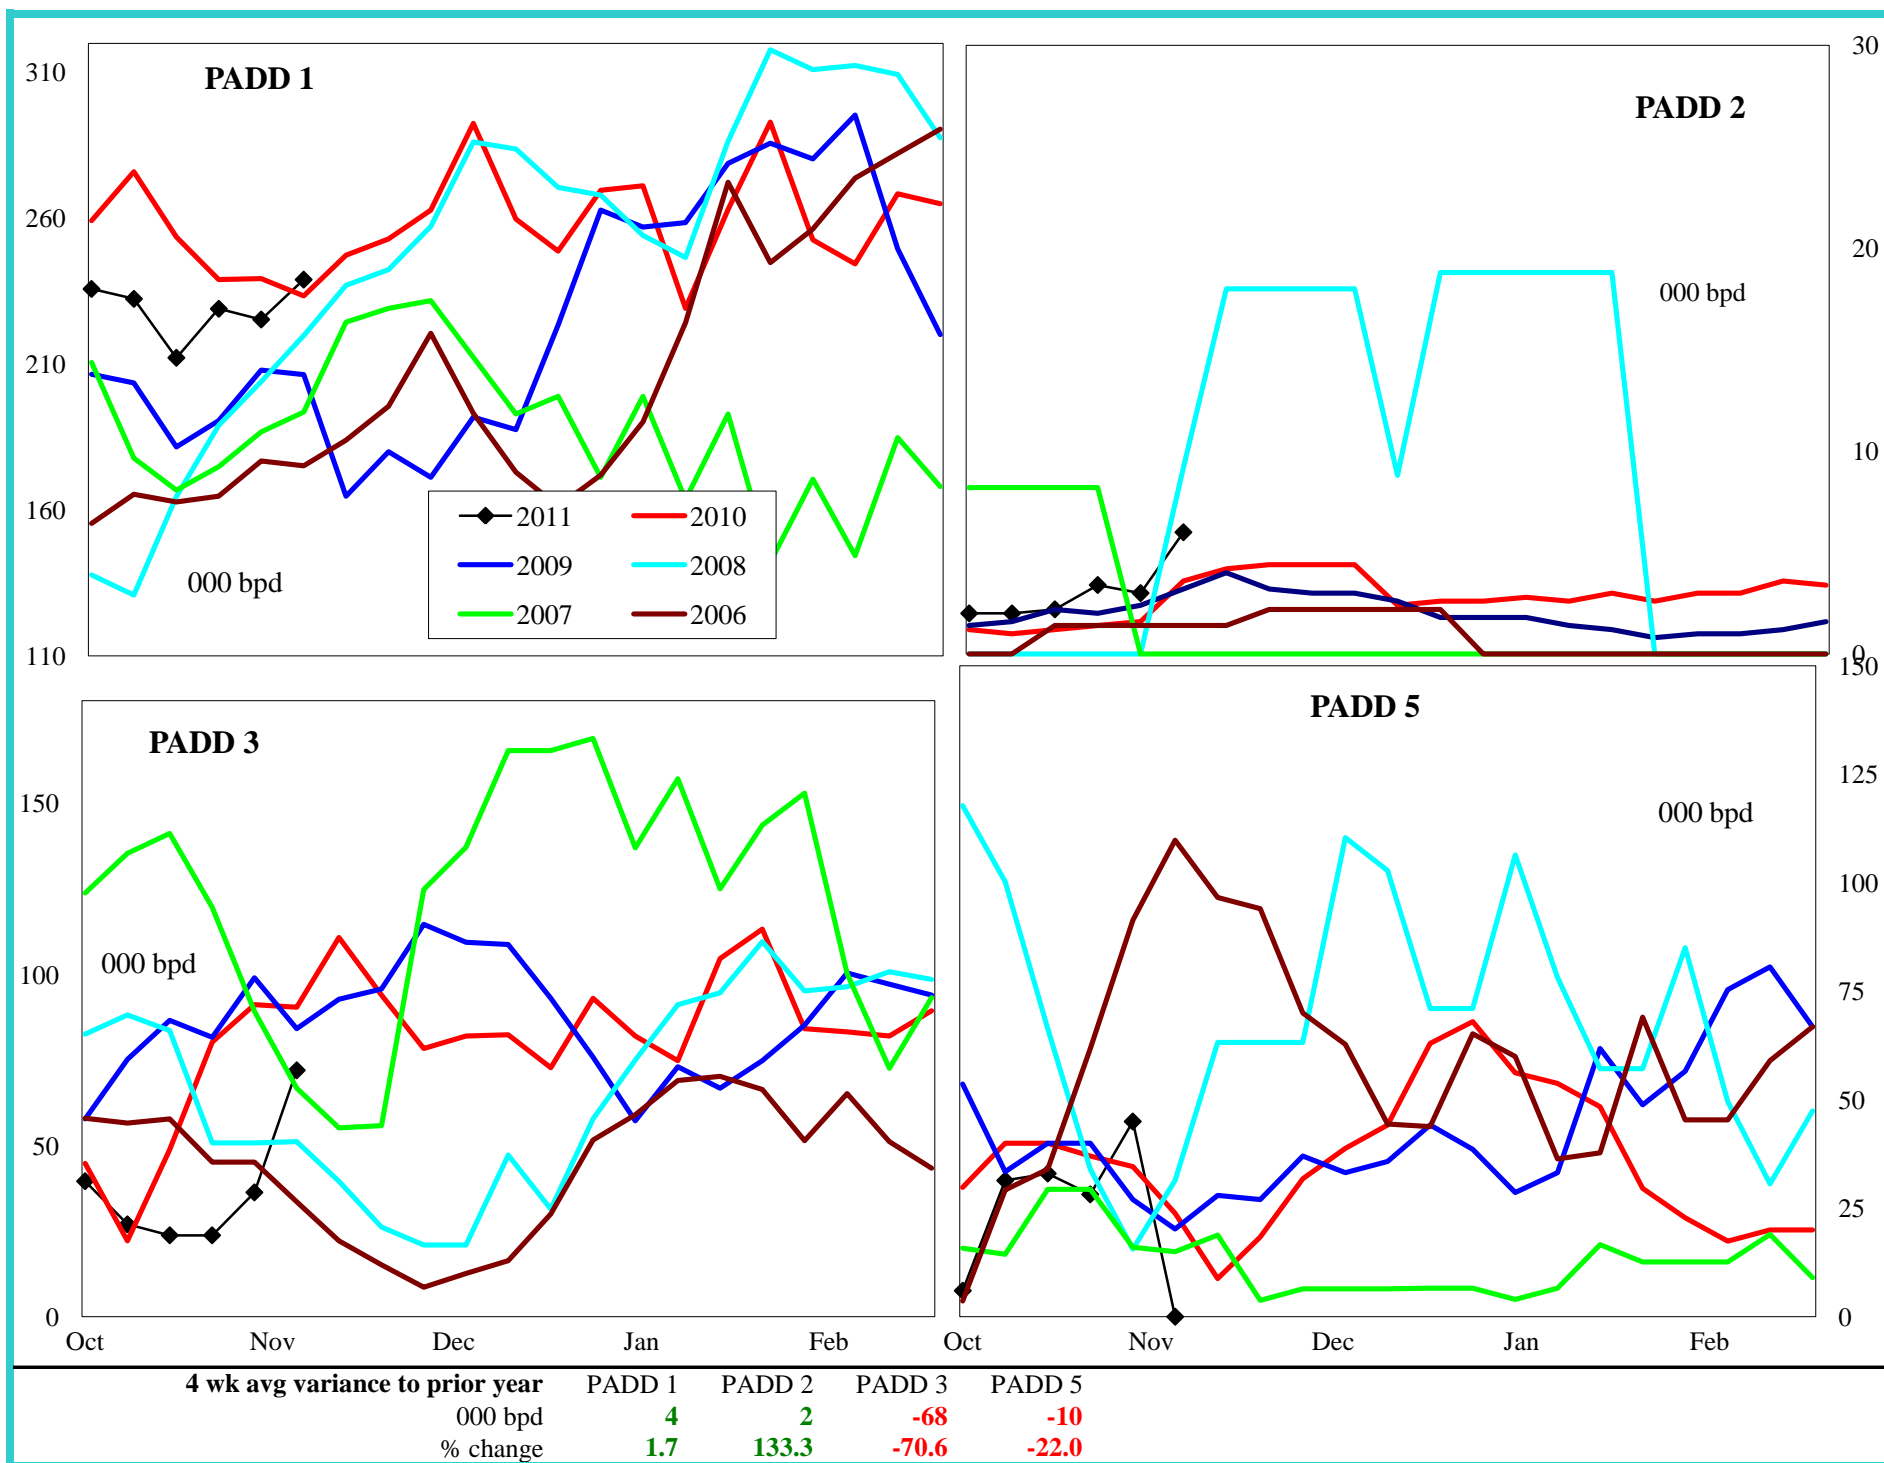 PADD 1
310
260
210
160
110
000 bpd
2011 2010
2009 2008
2007 2006
PADD 2
30
20
10
0
000 bpd
PADD 3
150
100
50
0
000 bpd
Oct Nov Dec Jan Feb
PADD 5
150
125
100
75
50
25
0
000 bpd
Oct Nov Dec Jan Feb
4 wk avg variance to prior year PADD 1 PADD 2 PADD 3 PADD 5
000 bpd 4 2 -68 -10
% change 1.7 133.3 -70.6 -22.0